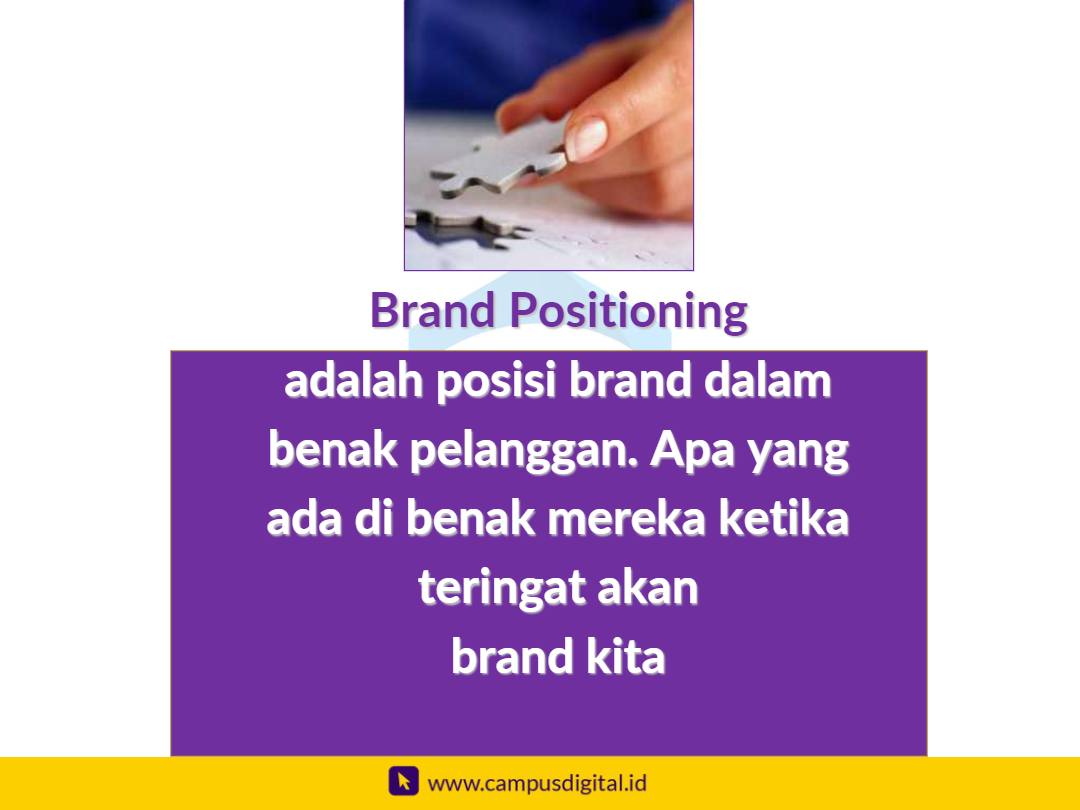 Brand Positioning
adalah posisi brand dalam
benak pelanggan. Apa yang
ada di benak mereka ketika
teringat akan
brand kita
www.campusdigital.id